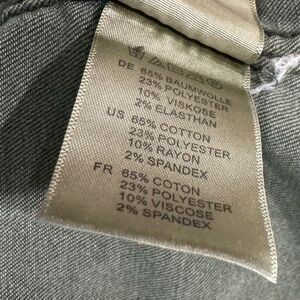 DE 65% BAUMWOLLE
23% POLYESTER
10% VISKOSE
2% ELASTHAN
US 65% COTTON
23% POLYESTER
10% RAYON
2% SPANDEX
FR 65% COTON
23% POLYESTER
10% VISCOSE
2% SPANDEX